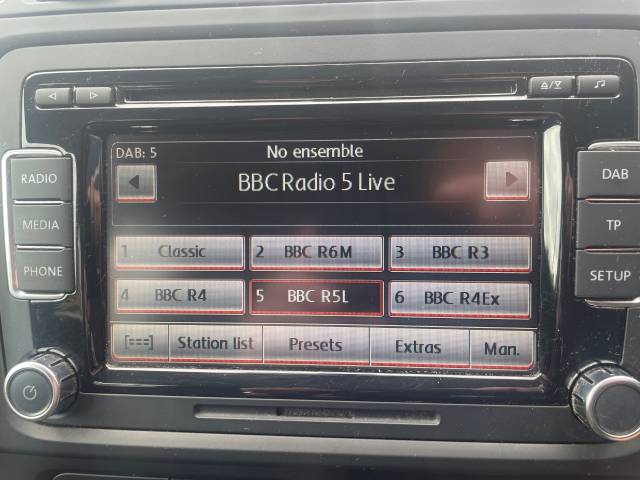 RADIO
MEDIA
PHONE
DAB: 5
No ensemble
BBC Radio 5 Live
1 Classic
2 BBC R6M
3 BBC R3
4 BBC R4
5 BBC R5L
6 BBC R4Ex
Station list
Presets
Extras
Man.
DAB
TP
SETUP